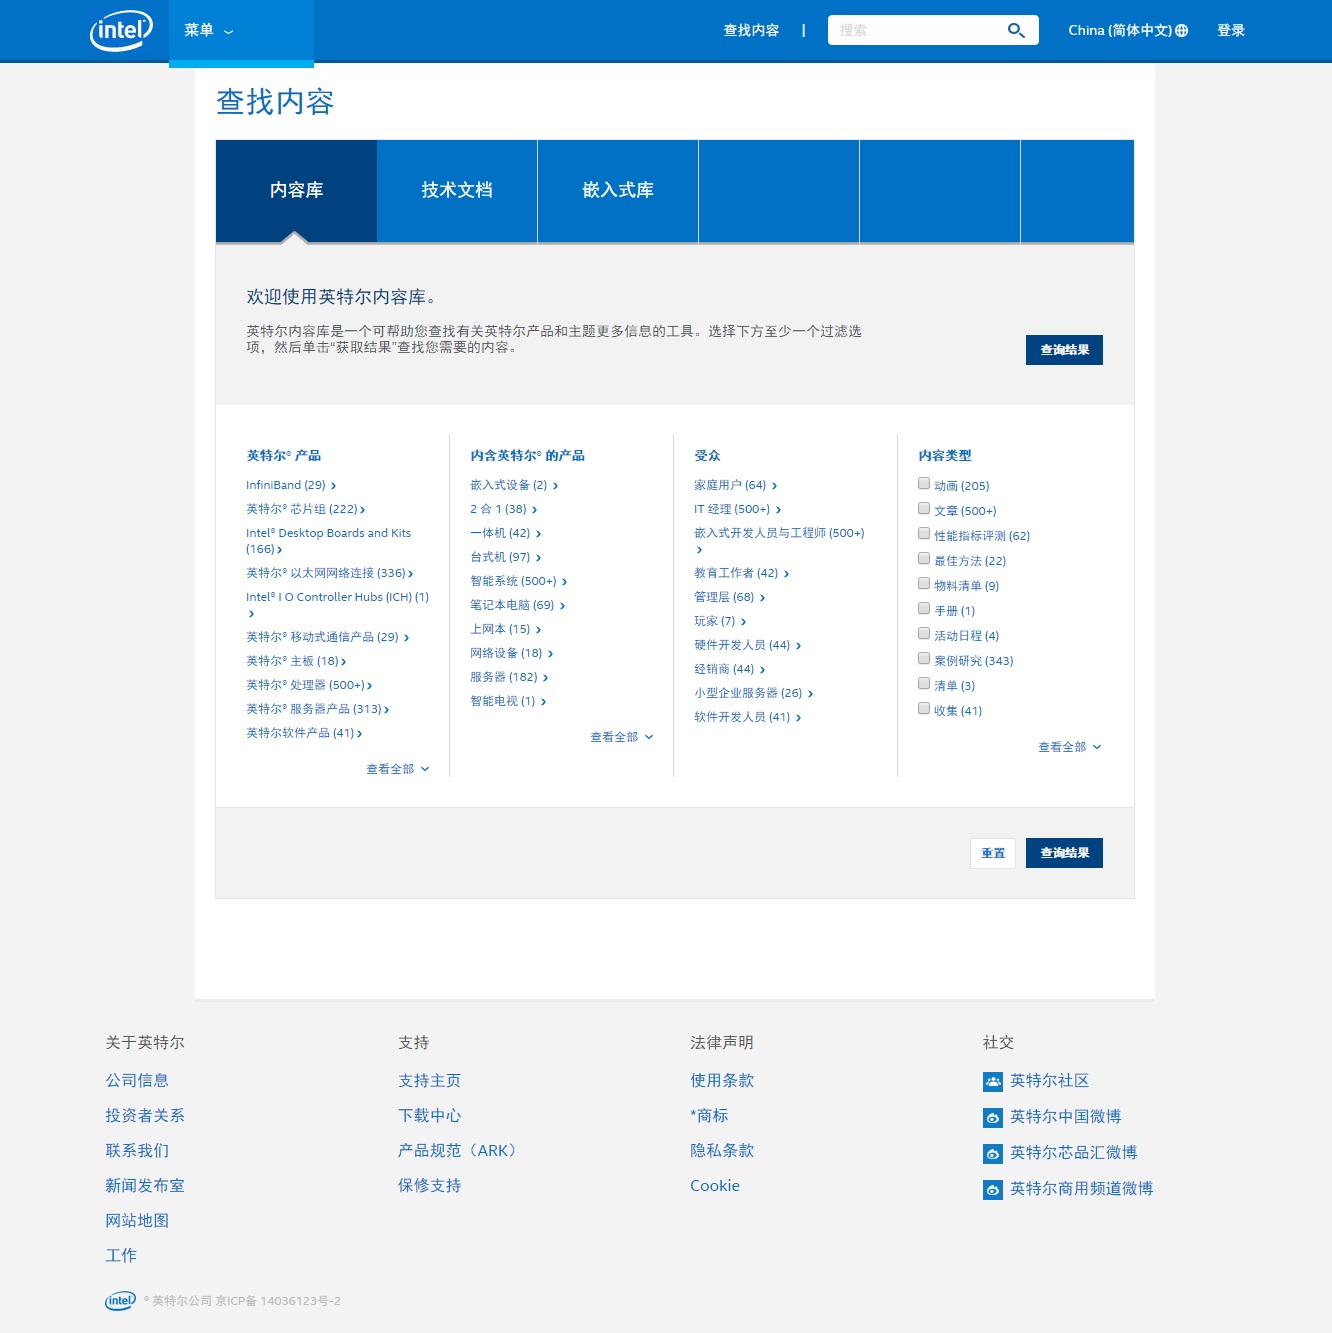 intel 菜单 查找内容 | 搜索 China (简体中文) 登录
查找内容
内容库 技术文档 嵌入式库
欢迎使用英特尔内容库。
英特尔内容库是一个可帮助您查找有关英特尔产品和主题更多信息的工具。选择下方至少一个过滤选
项，然后单击“获取结果”查找您需要的内容。
查询结果
英特尔® 产品
InfiniBand (29)
英特尔® 芯片组 (222)
Intel® Desktop Boards and Kits
(166)
英特尔® 以太网网络连接 (336)
Intel® I O Controller Hubs (ICH) (1)
英特尔® 移动式通信产品 (29)
英特尔® 主板 (18)
英特尔® 处理器 (500+)
英特尔® 服务器产品 (313)
英特尔软件产品 (41)
查看全部
内含英特尔® 的产品
嵌入式设备 (2)
2 合 1 (38)
一体机 (42)
台式机 (97)
智能系统 (500+)
笔记本电脑 (69)
上网本 (15)
网络设备 (18)
服务器 (182)
智能电视 (1)
查看全部
受众
家庭用户 (64)
IT 经理 (500+)
嵌入式开发人员与工程师 (500+)
教育工作者 (42)
管理层 (68)
玩家 (7)
硬件开发人员 (44)
经销商 (44)
小型企业服务器 (26)
软件开发人员 (41)
内容类型
动画 (205)
文章 (500+)
性能指标评测 (62)
最佳方法 (22)
物料清单 (9)
手册 (1)
活动日程 (4)
案例研究 (343)
清单 (3)
收集 (41)
查看全部
重置 查询结果
关于英特尔
公司信息
投资者关系
联系我们
新闻发布室
网站地图
工作
支持
支持主页
下载中心
产品规范（ARK）
保修支持
法律声明
使用条款
*商标
隐私条款
Cookie
社交
英特尔社区
英特尔中国微博
英特尔芯品汇微博
英特尔商用频道微博
intel ® 英特尔公司 京ICP备 14036123号-2